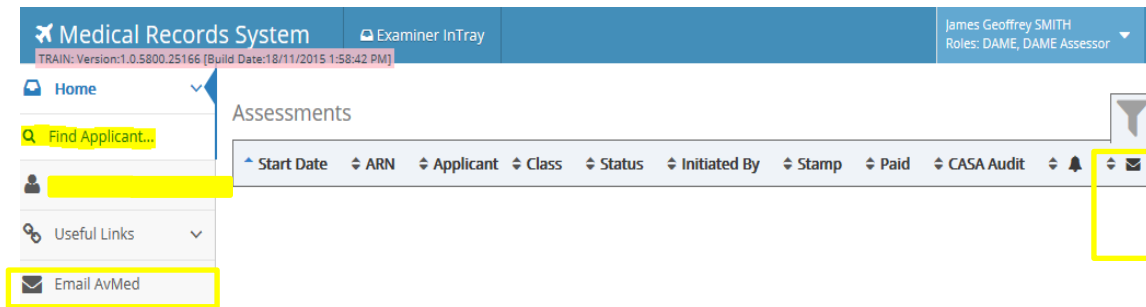 Medical Records System
Examiner InTray
James Geoffrey SMITH
Roles: DAME, DAME Assessor
TRAIN: Version:1.0.5800.25166 [Build Date:18/11/2015 1:58:42 PM]
Home
Assessments
Find Applicant...
Start Date ARN Applicant Class Status Initiated By Stamp Paid CASA Audit
Useful Links
Email AvMed